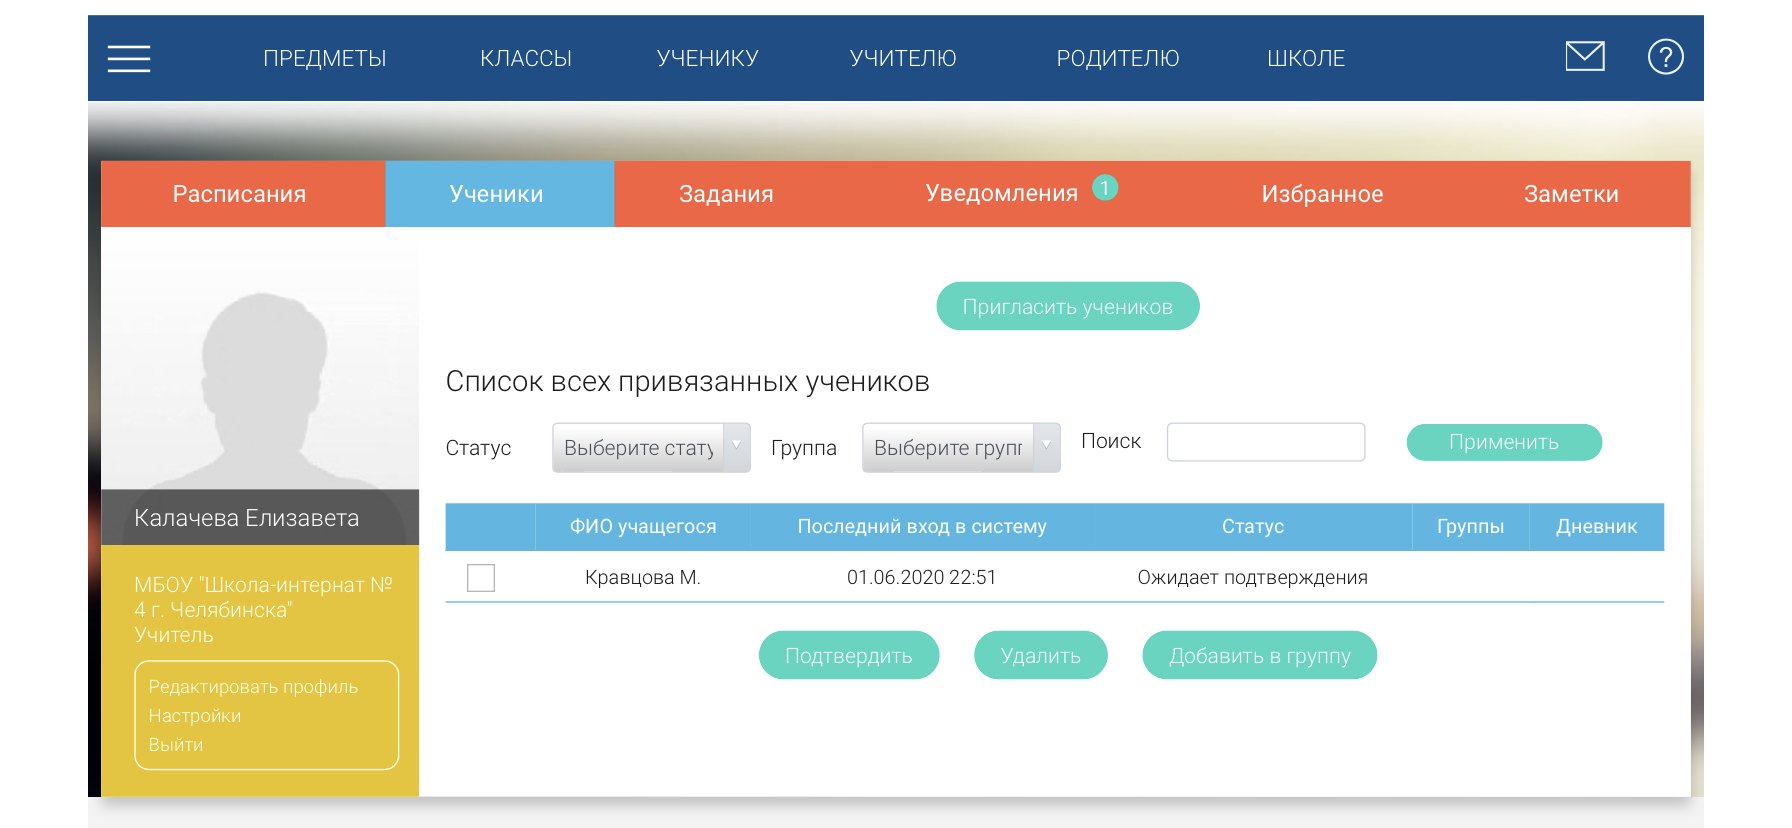 ПРЕДМЕТЫ КЛАССЫ УЧЕНИКУ УЧИТЕЛЮ РОДИТЕЛЮ ШКОЛЕ ?
Расписания Ученики Задания Уведомления 1 Избранное Заметки
Пригласить учеников
Список всех привязанных учеников
Статус Выберите стату Группа Выберите групп Поиск Применить
ФИО учащегося Последний вход в систему Статус Группы Дневник
Кравцова М. 01.06.2020 22:51 Ожидает подтверждения
Подтвердить Удалить Добавить в группу
Калачева Елизавета
МБОУ "Школа-интернат №
4 г. Челябинска"
Учитель
Редактировать профиль
Настройки
Выйти